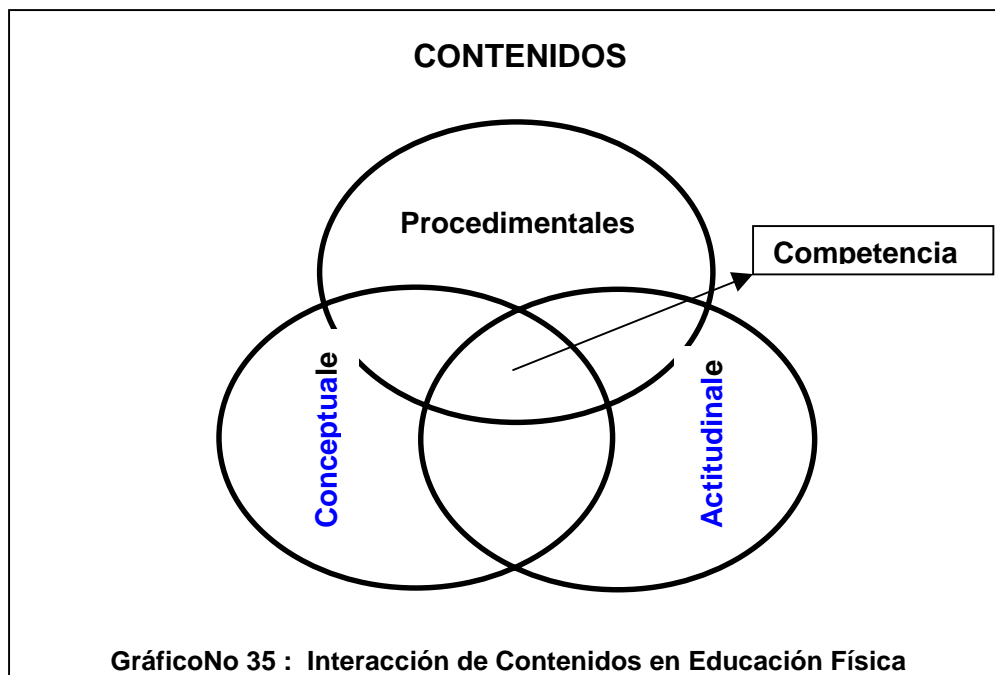 CONTENIDOS
Procedimentales
Competencia
Conceptuale
Actitudinale
GráficoNo 35 : Interacción de Contenidos en Educación Física